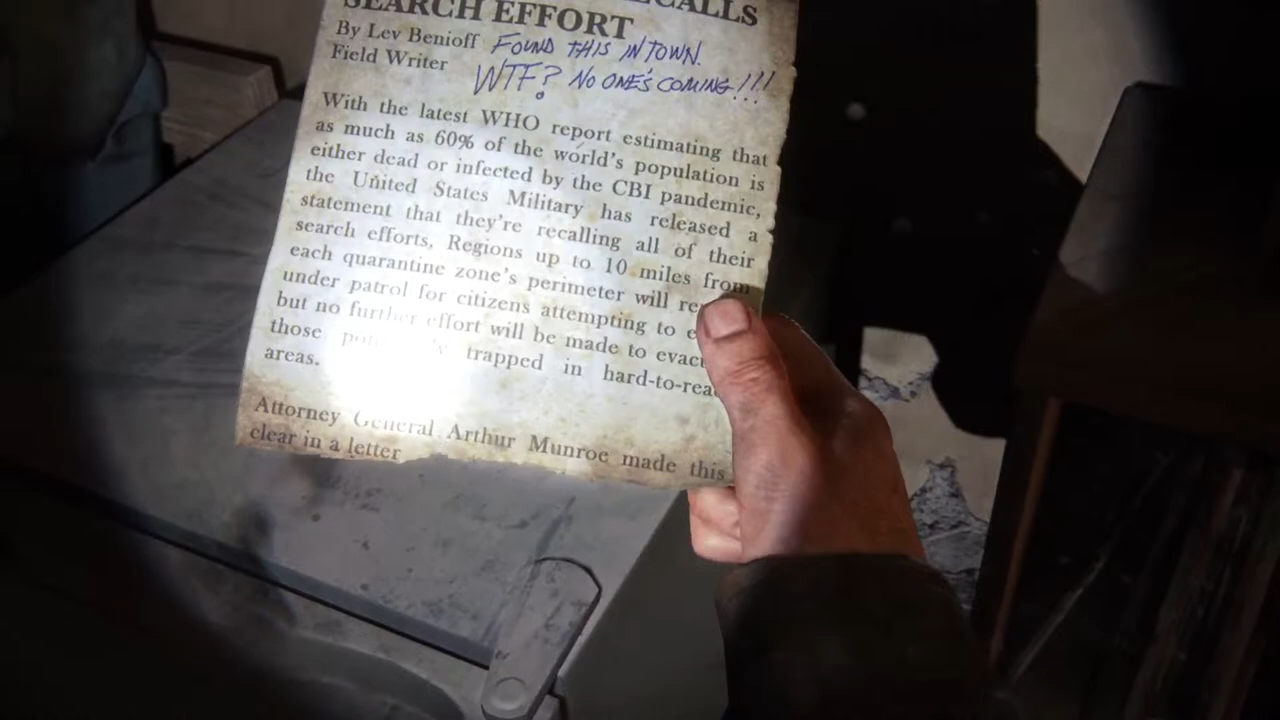 SEARCH EFFORT
By Lev Benioff FOUND THIS IN TOWN.
Field Writer WTF? NO ONE'S COMING!!!
With the latest WHO report estimating that
as much as 60% of the world's population is
either dead or infected by the CBI pandemic,
the United States Military has released a
statement that they're recalling all of their
search efforts. Regions up to 10 miles from
each quarantine zone's perimeter will
under patrol for citizens attempting to
but no further effort will be made to
those trapped in
areas.
Attorney General Arthur Munroe made this
clear in a letter